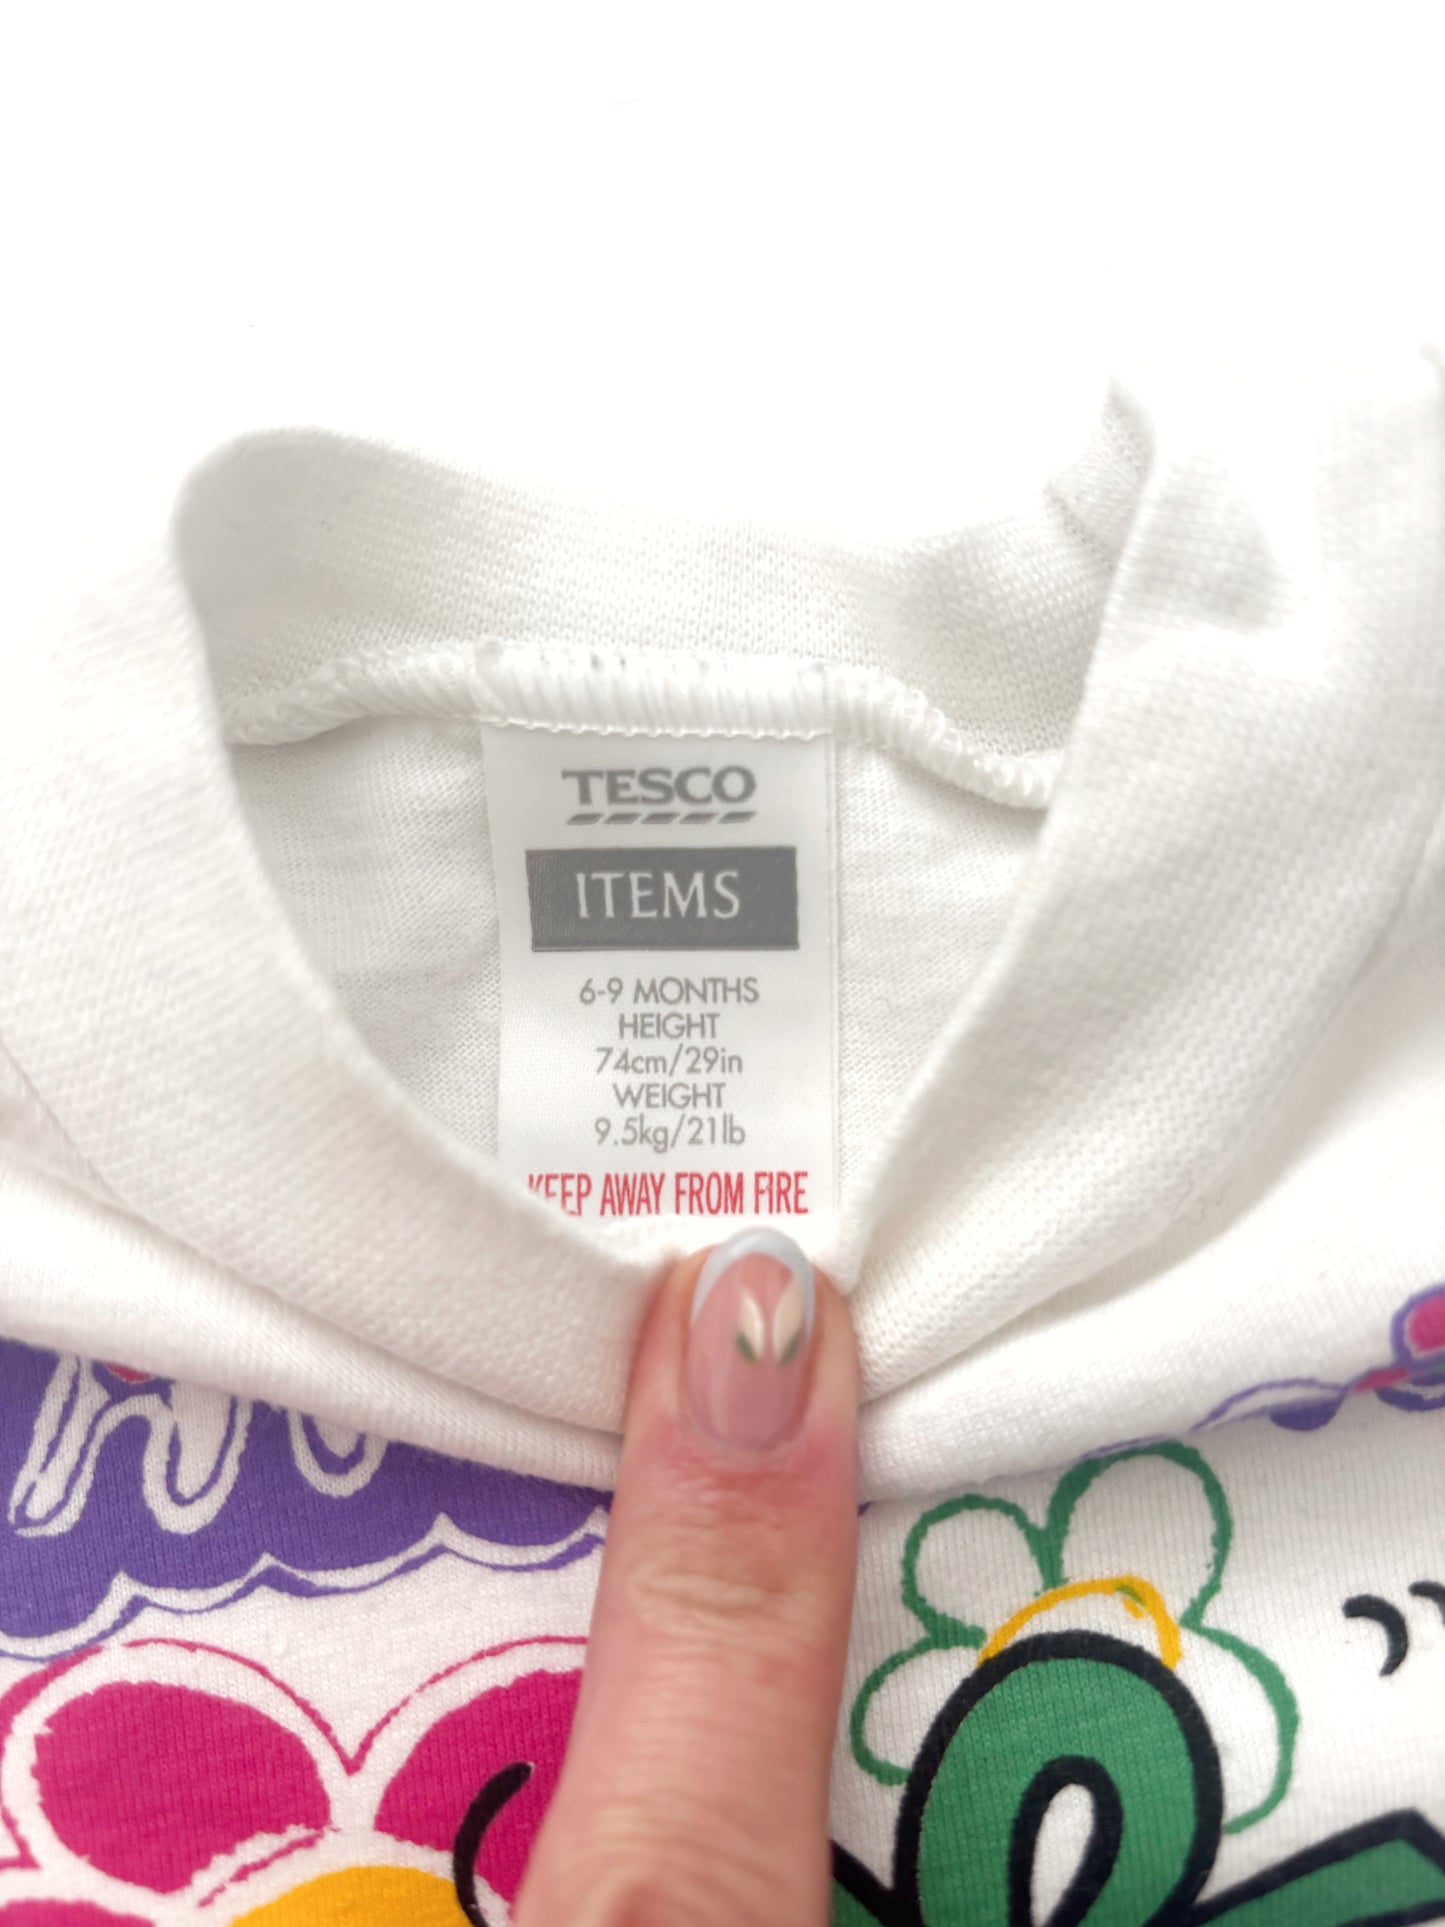 TESCO
ITEMS
6-9 MONTHS
HEIGHT
74cm/29in
WEIGHT
9.5kg/21lb
KEEP AWAY FROM FIRE